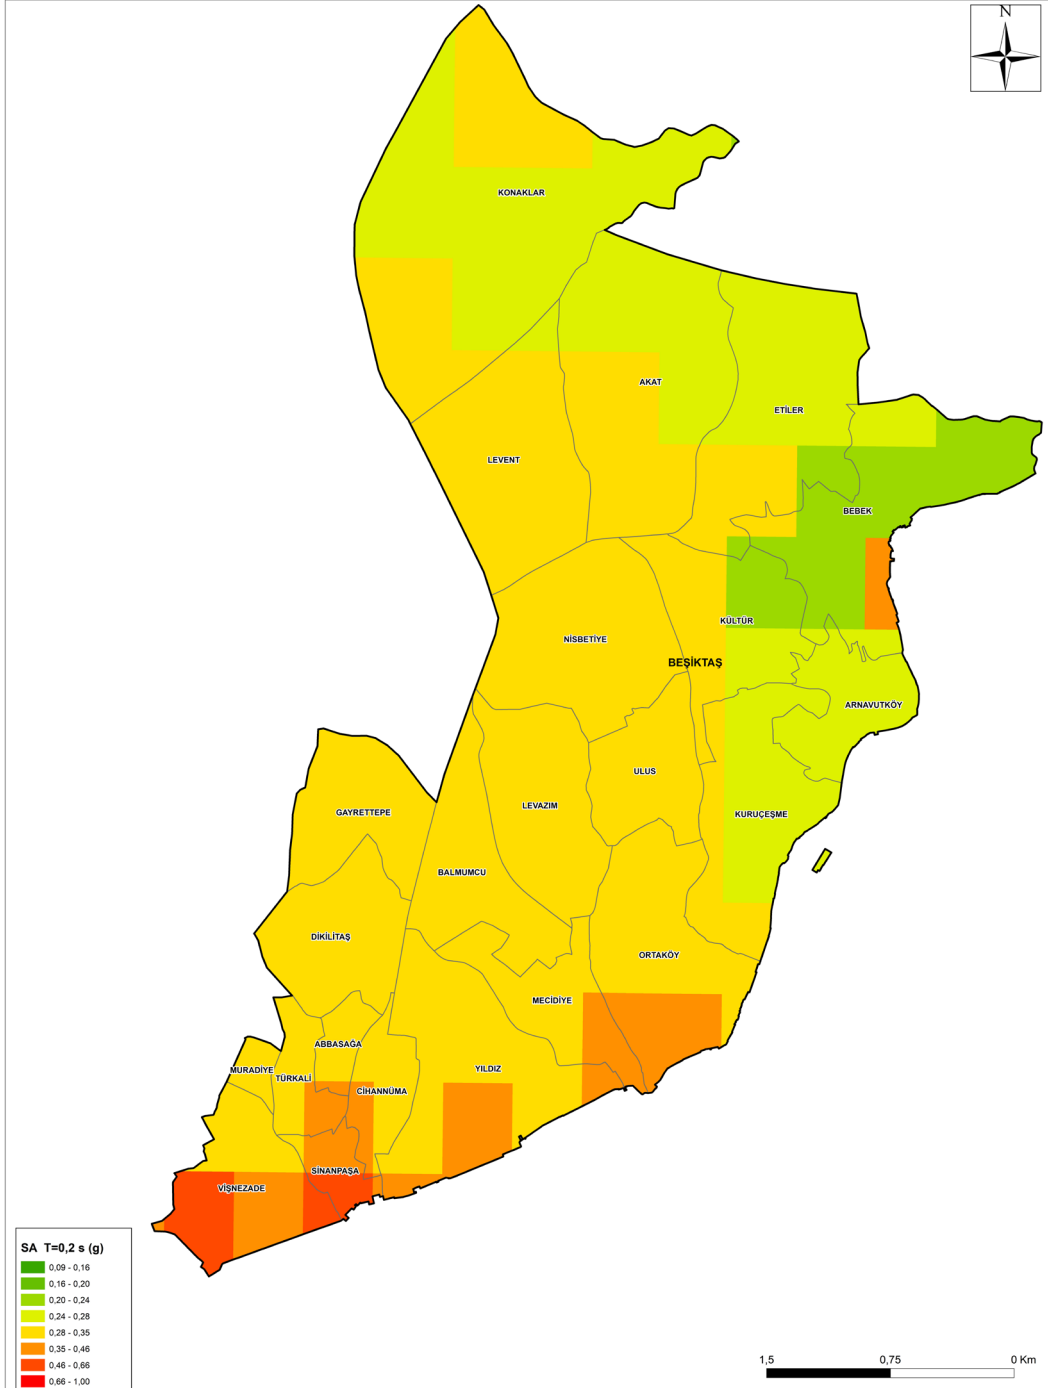 N
KONAKLAR
AKAT
ETİLER
LEVENT
BEBEK
KÜLTÜR
NİSBETİYE
BEŞİKTAŞ
ARNAVUTKÖY
ULUS
LEVAZIM
GAYRETTEPE
KURUÇEŞME
BALMUMCU
DİKİLİTAŞ
ORTAKÖY
MECİDİYE
ABBASAĞA
MURADİYE
TÜRKALİ
YILDIZ
CİHANNÜMA
SİNANPAŞA
VİŞNEZADE
SA T=0,2 s (g)
0,09 - 0,16
0,16 - 0,20
0,20 - 0,24
0,24 - 0,28
0,28 - 0,35
0,35 - 0,46
0,46 - 0,66
0,66 - 1,00
1,5 0,75 0 Km